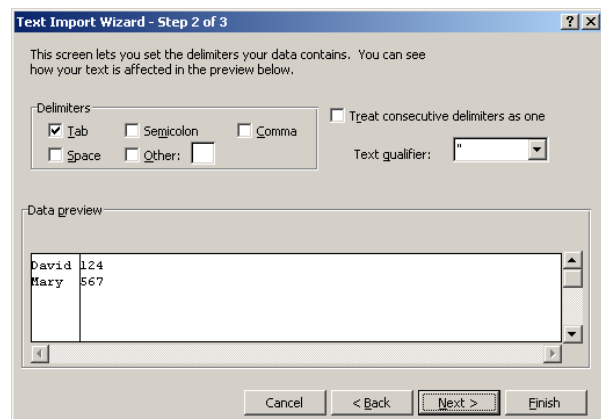 Text Import Wizard - Step 2 of 3
This screen lets you set the delimiters your data contains. You can see
how your text is affected in the preview below.
Delimiters
Tab Semicolon Comma
Space Other:
Treat consecutive delimiters as one
Text qualifier: "
Data preview
David 124
Mary 567
Cancel < Back Next > Finish